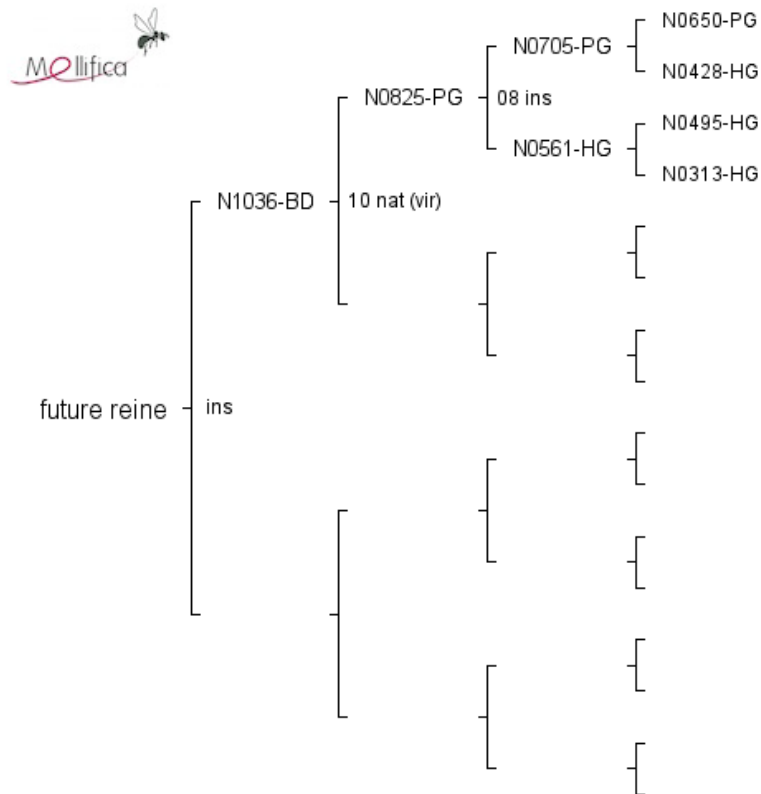 Mellifica
N0650-PG
N0705-PG
N0428-HG
N0825-PG
08 ins
N0495-HG
N0561-HG
N0313-HG
N1036-BD
10 nat (vir)
future reine
ins